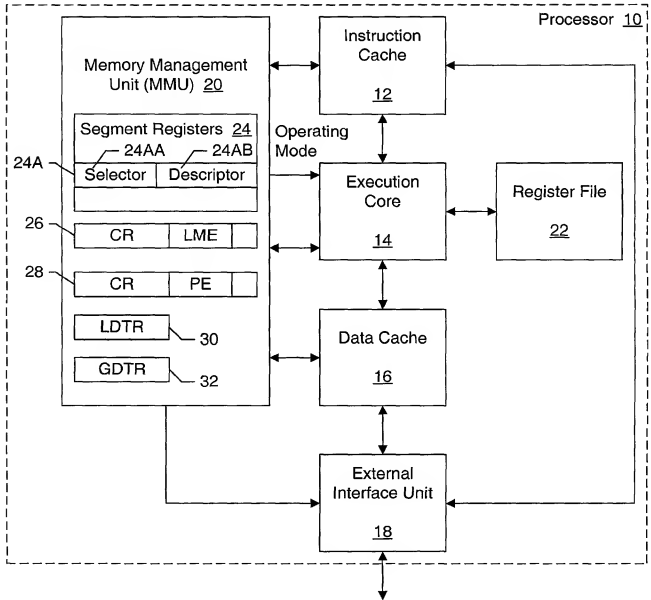 Processor 10
Memory Management
Unit (MMU) 20
Segment Registers 24
24AA
24AB
24A
Selector
Descriptor
Operating
Mode
26
CR
LME
28
CR
PE
LDTR
30
GDTR
32
Instruction
Cache
12
Execution
Core
14
Register File
22
Data Cache
16
External
Interface Unit
18